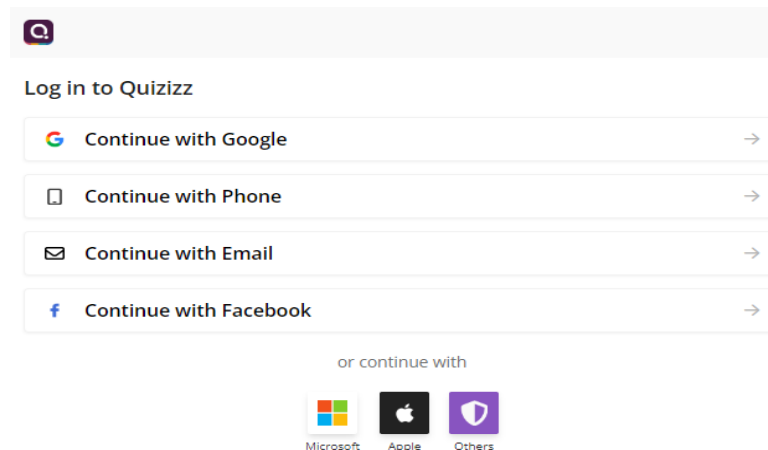 Log in to Quizizz
Continue with Google
Continue with Phone
Continue with Email
Continue with Facebook
or continue with
Microsoft Apple Others